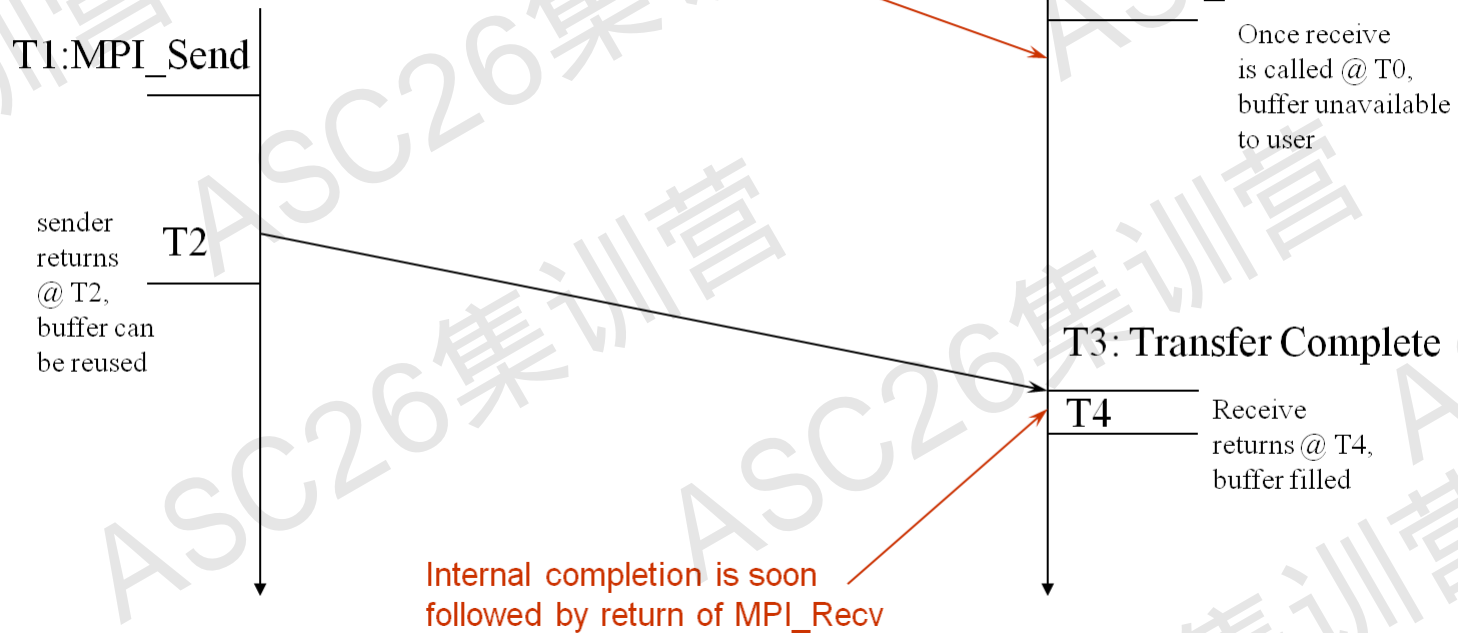 T1:MPI_Send
Once receive
is called @ T0,
buffer unavailable
to user
sender
returns
@ T2,
buffer can
be reused
T2
T3: Transfer Complete
T4
Receive
returns @ T4,
buffer filled
Internal completion is soon
followed by return of MPI_Recv
ASC26集训营
ASC26集训营
ASC26集训营